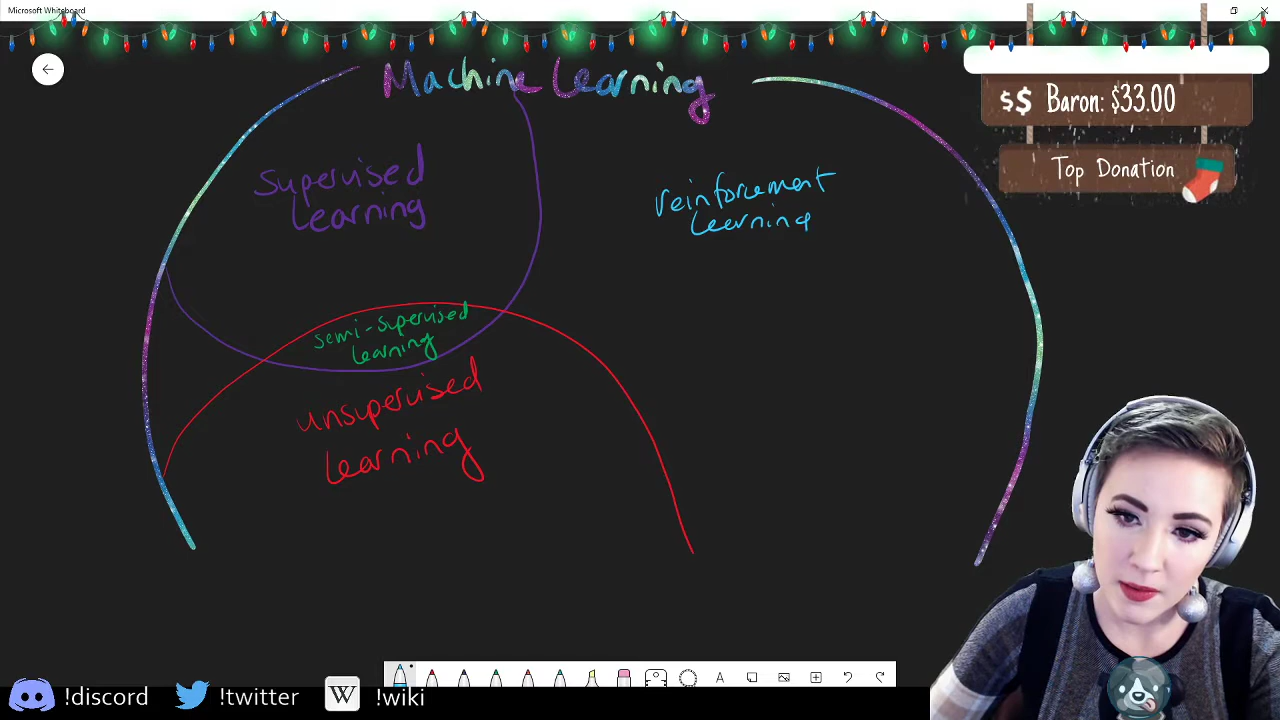 Microsoft Whiteboard
Machine Learning
$$ Baron: $33.00
Top Donation
Supervised
Learning
reinforcement
Learning
semi-supervised
learning
unsupervised
learning
A
!discord
!twitter
W !wiki